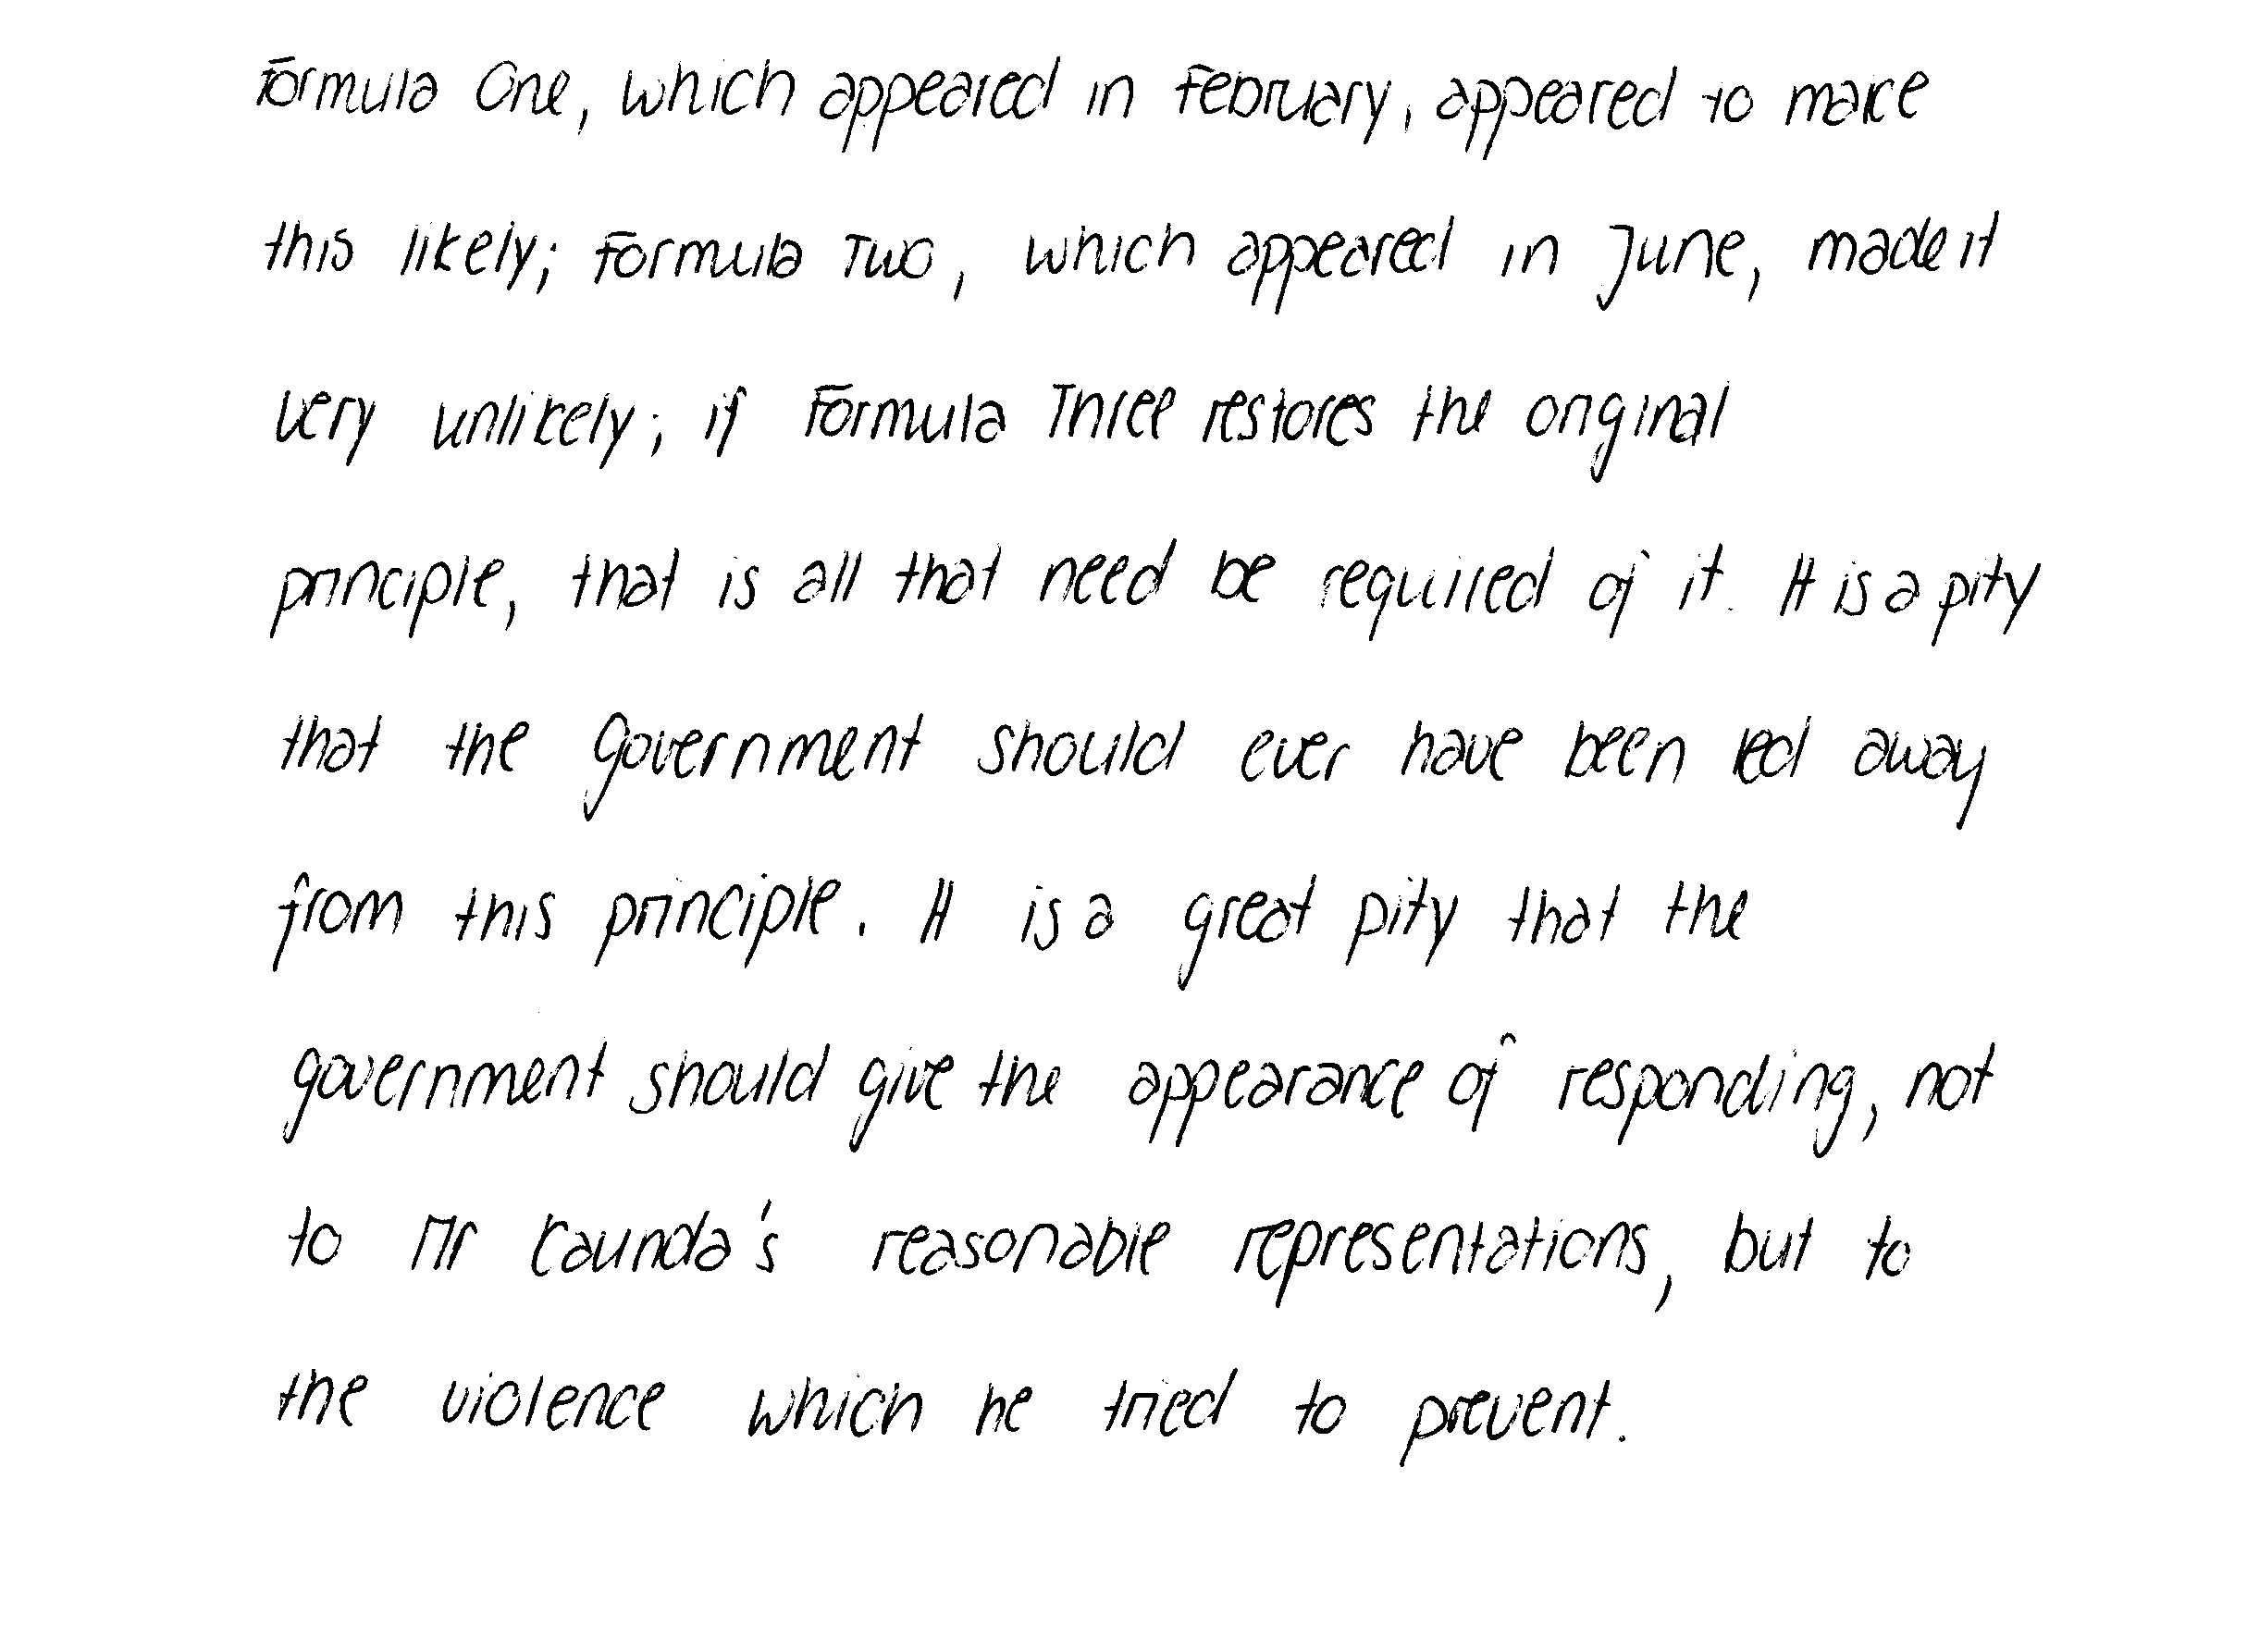 Formula One, which appeared in February, appeared to make
this likely; Formula Two, which appeared in June, made it
very unlikely; if Formula Three restores the original
principle, that is all that need be required of it. It is a pity
that the Government should ever have been led away
from this principle. It is a great pity that the
government should give the appearance of responding, not
to Mr Kaunda's reasonable representations, but to
the violence which he tried to prevent.